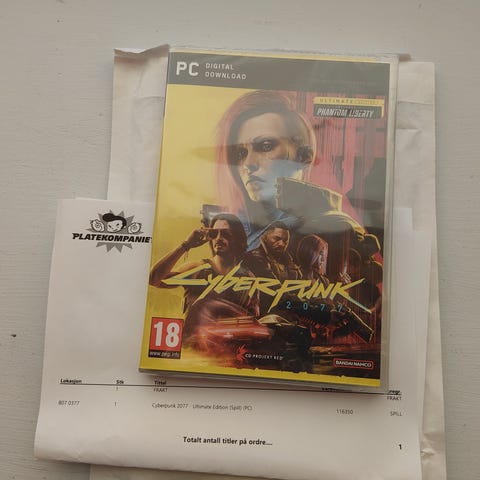 PC DIGITAL
DOWNLOAD
ULTIMATE
PHANTOM LIBERTY
CYBERPUNK
2077
18
www.pegi.info
CD PROJEKT RED
BANDAI NAMCO
PLATEKOMPANIE
Lokasjon Stk Tittel
1 FRAKT FRAKT
B07 0377 1 Cyberpunk 2077 - Ultimate Edition (Spill) (PC) 116350 SPILL
Totalt antall titler på ordre.... 1